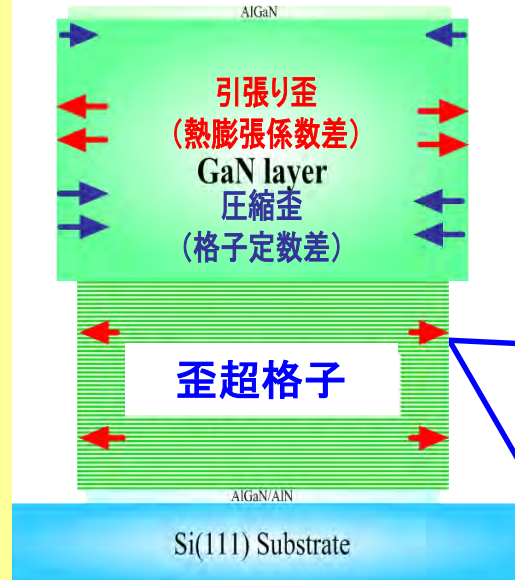 AlGaN
引張り歪
（熱膨張係数差）
GaN layer
圧縮歪
（格子定数差）
歪超格子
AlGaN/AlN
Si(111) Substrate